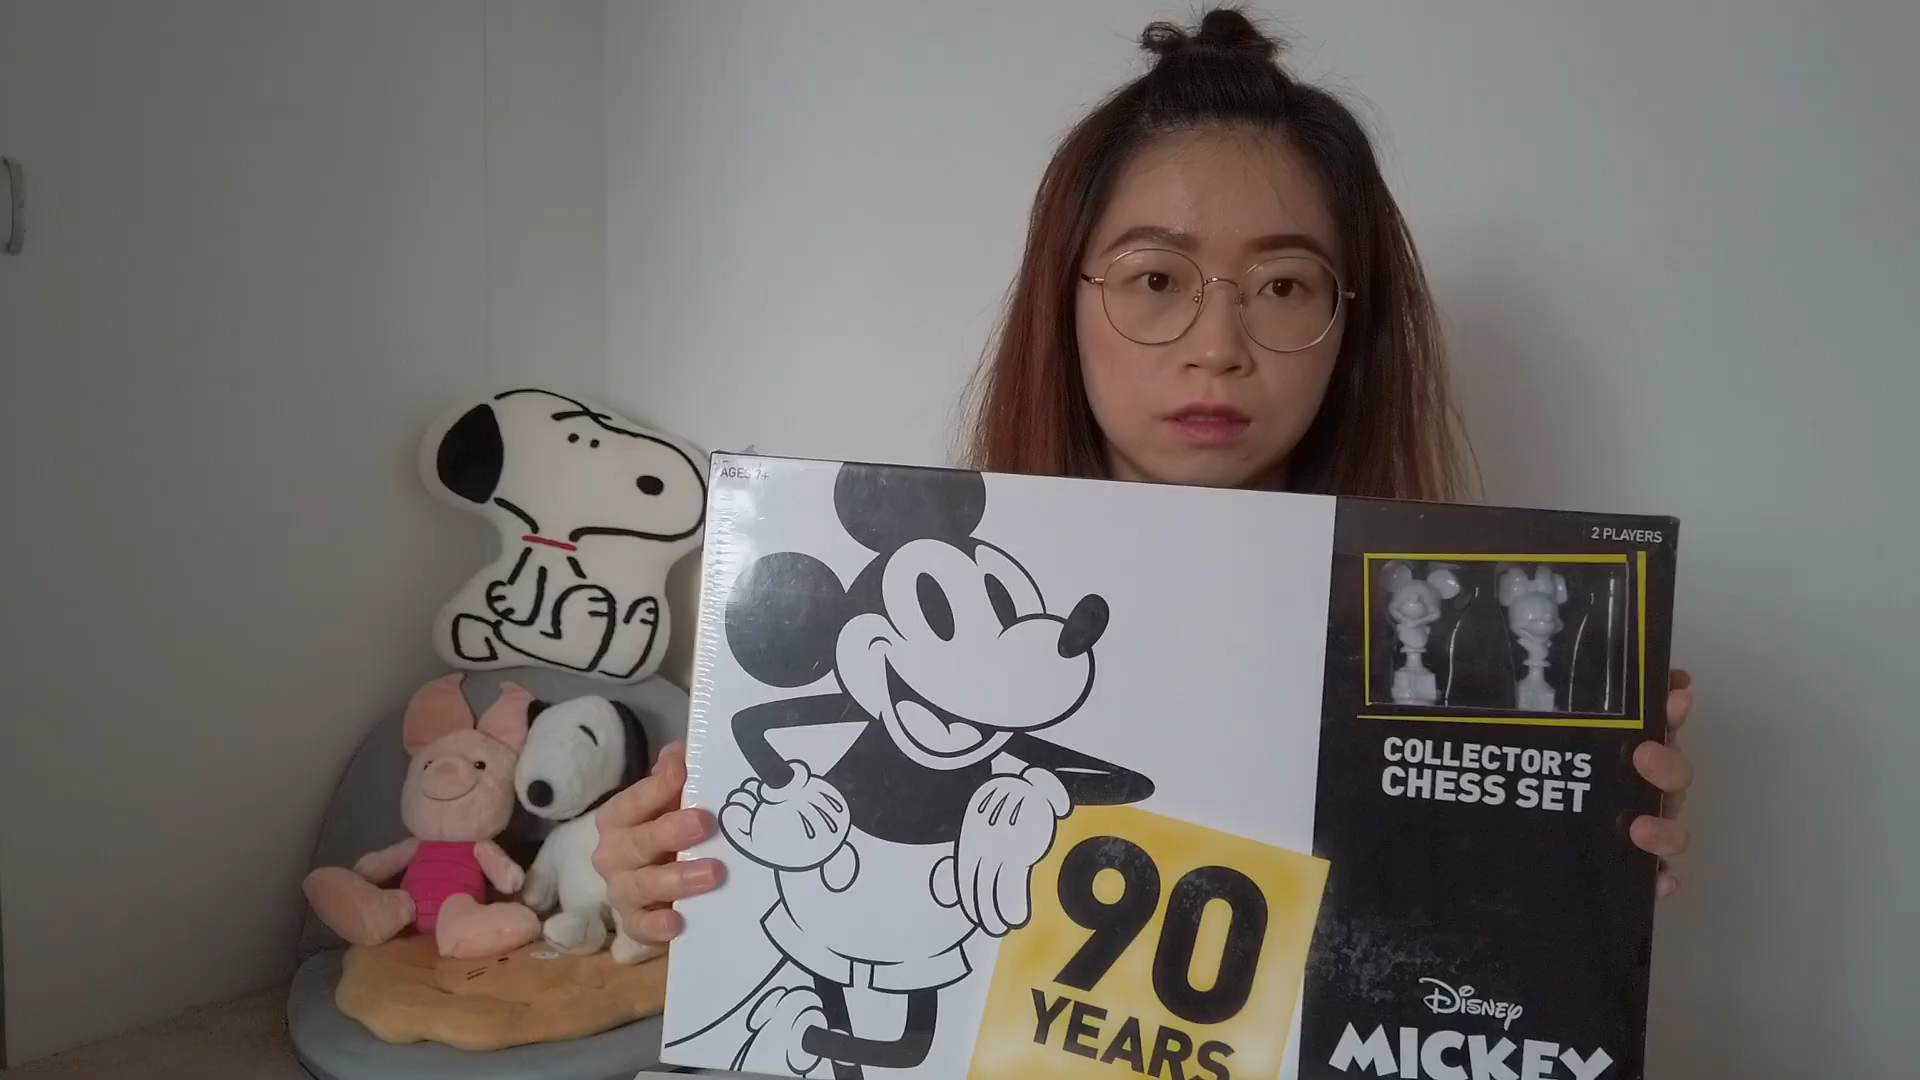 AGES 7+
2 PLAYERS
COLLECTOR'S
CHESS SET
90
YEARS
Disney
MICKEY